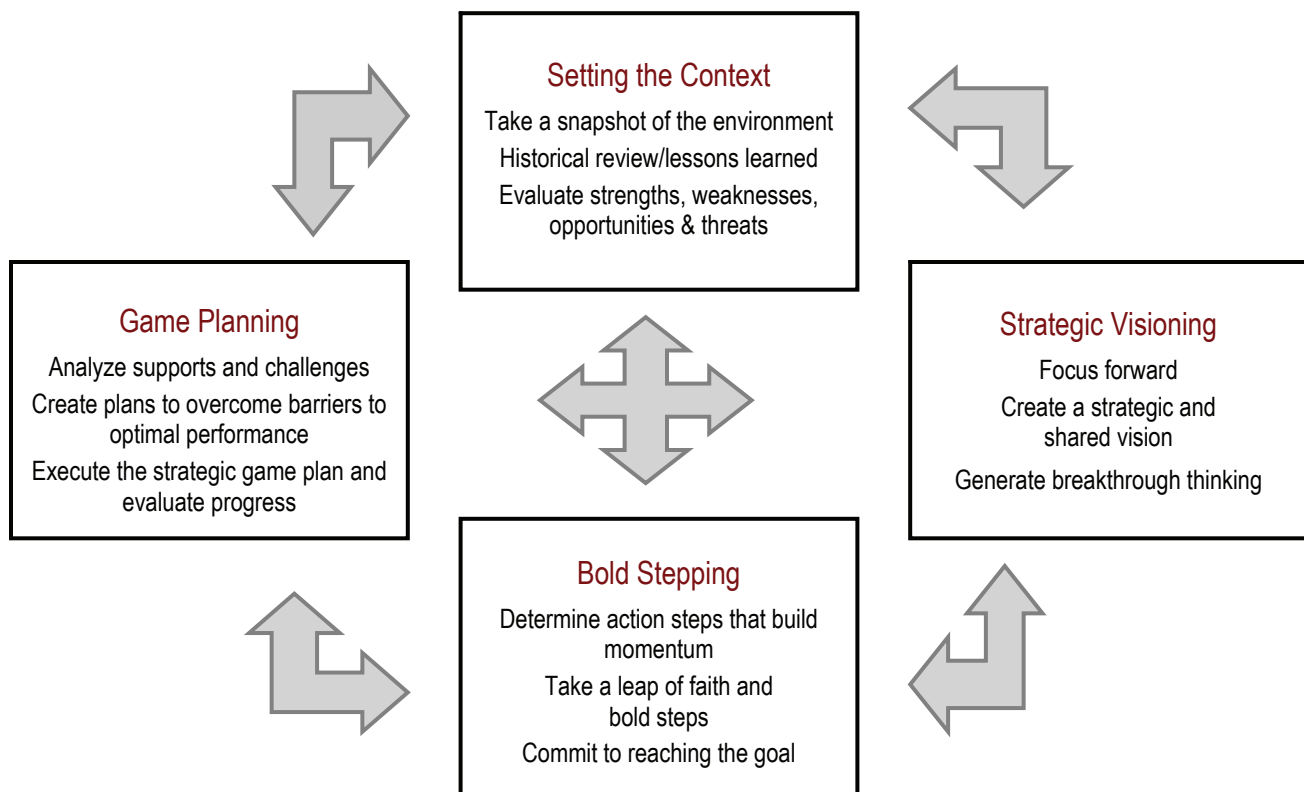 Setting the Context
Take a snapshot of the environment
Historical review/lessons learned
Evaluate strengths, weaknesses,
opportunities & threats
Game Planning
Analyze supports and challenges
Create plans to overcome barriers to
optimal performance
Execute the strategic game plan and
evaluate progress
Strategic Visioning
Focus forward
Create a strategic and
shared vision
Generate breakthrough thinking
Bold Stepping
Determine action steps that build
momentum
Take a leap of faith and
bold steps
Commit to reaching the goal